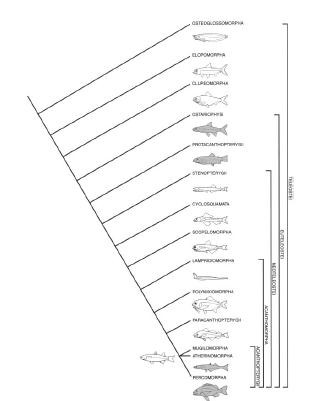 OSTEOGLOSSOMORPHA
ELOPOMORPHA
CLUPEOMORPHA
OSTARIOPHYSI
PROTACANTHOPTERYGII
STENOPTERYGII
CYCLOSQUAMATA
SCOPELOMORPHA
LAMPRIDIOMORPHA
POLYMIXIOMORPHA
PARACANTHOPTERYGII
MUGILOMORPHA
ATHERINOMORPHA
PERCOMORPHA
ACANTHOPTERYGII
ACANTHOMORPHA
NEOTELEOSTEI
EUTELEOSTEI
TELEOSTEI